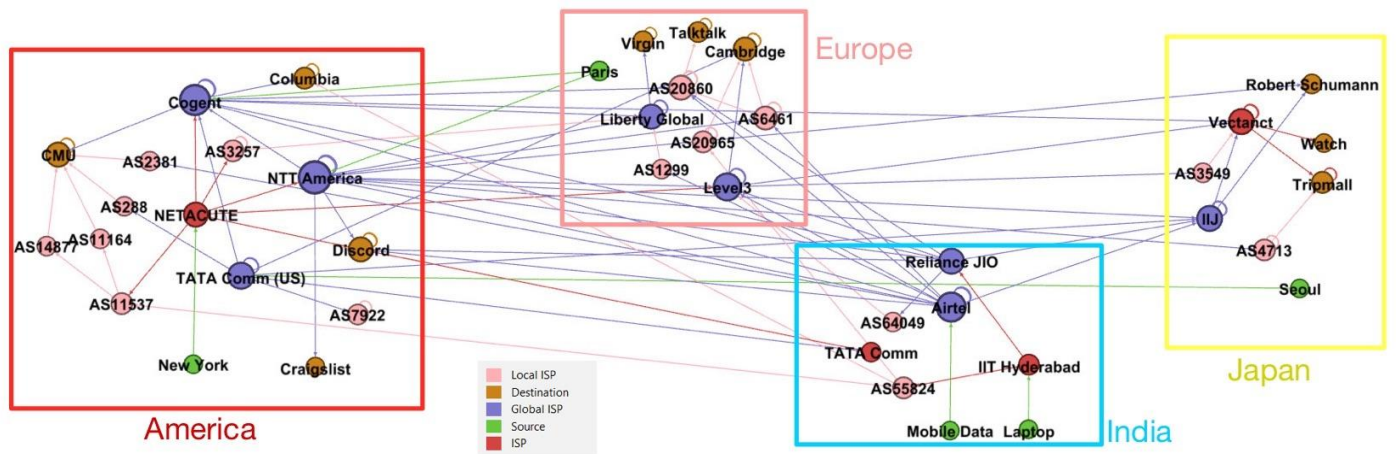 Columbia
Cogent
CMU
AS2381
AS3257
NTT America
AS288
NETACUTE
AS14877
AS11164
Discord
TATA Comm (US)
AS11537
AS7922
New York
Craigslist
America
Virgin
Talktalk
Cambridge
Paris
AS20860
Liberty Global
AS6461
AS20965
AS1299
Level3
Europe
Reliance JIO
Airtel
AS64049
TATA Comm
IIT Hyderabad
AS55824
Mobile Data
Laptop
India
Robert Schumann
Vectanct
Watch
AS3549
Tripmall
IIJ
AS4713
Seoul
Japan
Local ISP
Destination
Global ISP
Source
ISP